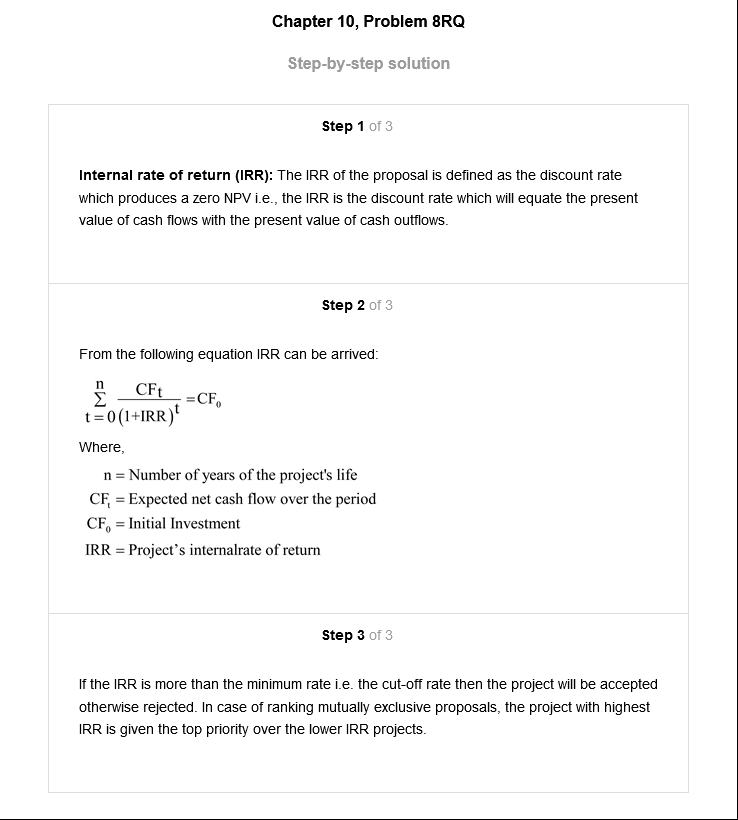 Chapter 10, Problem 8RQ
Step-by-step solution
Step 1 of 3
Internal rate of return (IRR): The IRR of the proposal is defined as the discount rate
which produces a zero NPV i.e., the IRR is the discount rate which will equate the present
value of cash flows with the present value of cash outflows.
Step 2 of 3
From the following equation IRR can be arrived:
n
Σ CFt
t = 0 (1+IRR)^t = CF₀
Where,
n = Number of years of the project's life
CFₜ = Expected net cash flow over the period
CF₀ = Initial Investment
IRR = Project's internalrate of return
Step 3 of 3
If the IRR is more than the minimum rate i.e. the cut-off rate then the project will be accepted
otherwise rejected. In case of ranking mutually exclusive proposals, the project with highest
IRR is given the top priority over the lower IRR projects.